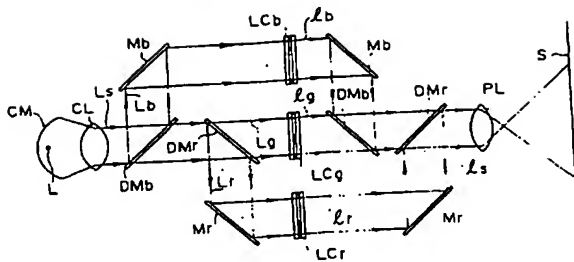 LCb ℓb
Mb Mb S
Ls Lb ℓg DMb DMr PL
CM CL
DMr Lg
L DMb Lr LCg ℓs
Mr ℓr Mr
LCr